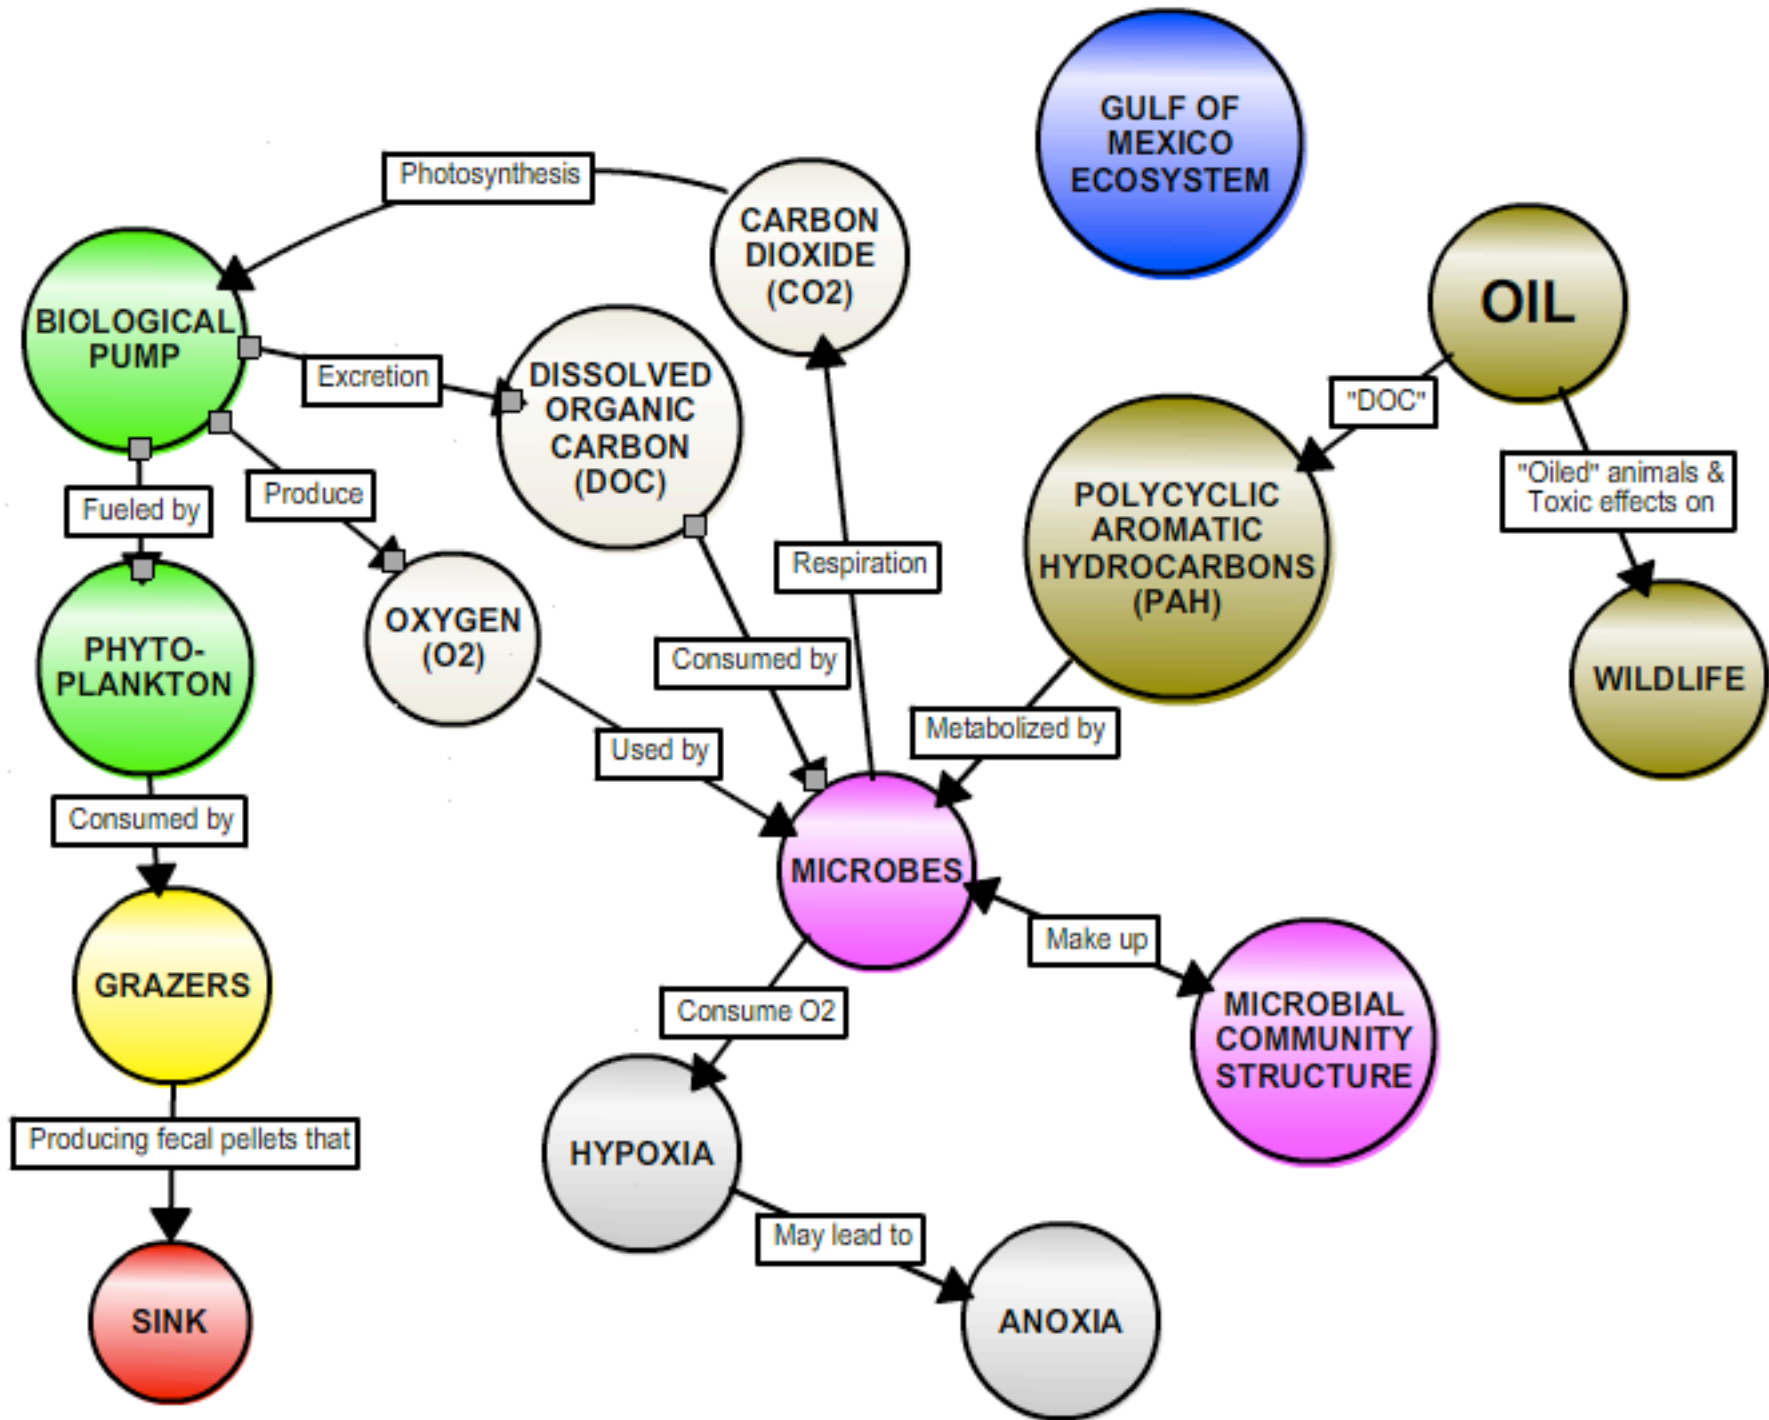 GULF OF
MEXICO
ECOSYSTEM
Photosynthesis
CARBON
DIOXIDE
(CO2)
OIL
BIOLOGICAL
PUMP
Excretion
DISSOLVED
ORGANIC
CARBON
(DOC)
"DOC"
"Oiled" animals &
Toxic effects on
Fueled by
Produce
POLYCYCLIC
AROMATIC
HYDROCARBONS
(PAH)
Respiration
PHYTO-
PLANKTON
OXYGEN
(O2)
Consumed by
WILDLIFE
Used by
Metabolized by
Consumed by
MICROBES
Make up
GRAZERS
Consume O2
MICROBIAL
COMMUNITY
STRUCTURE
Producing fecal pellets that
HYPOXIA
May lead to
SINK
ANOXIA